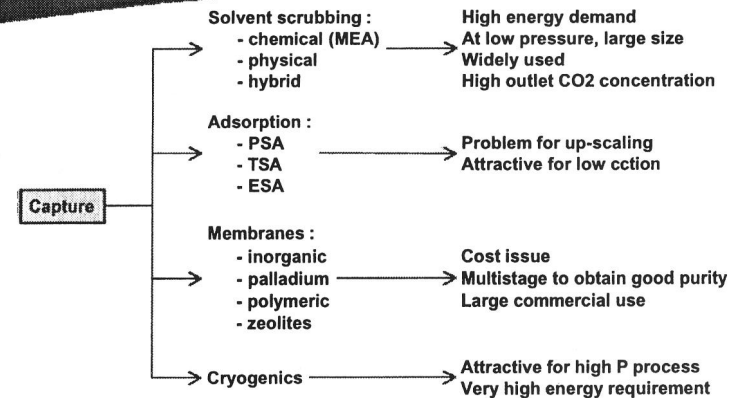 Solvent scrubbing :
- chemical (MEA)
- physical
- hybrid
High energy demand
At low pressure, large size
Widely used
High outlet CO2 concentration
Adsorption :
- PSA
- TSA
- ESA
Problem for up-scaling
Attractive for low cction
Capture
Membranes :
- inorganic
- palladium
- polymeric
- zeolites
Cost issue
Multistage to obtain good purity
Large commercial use
Cryogenics
Attractive for high P process
Very high energy requirement